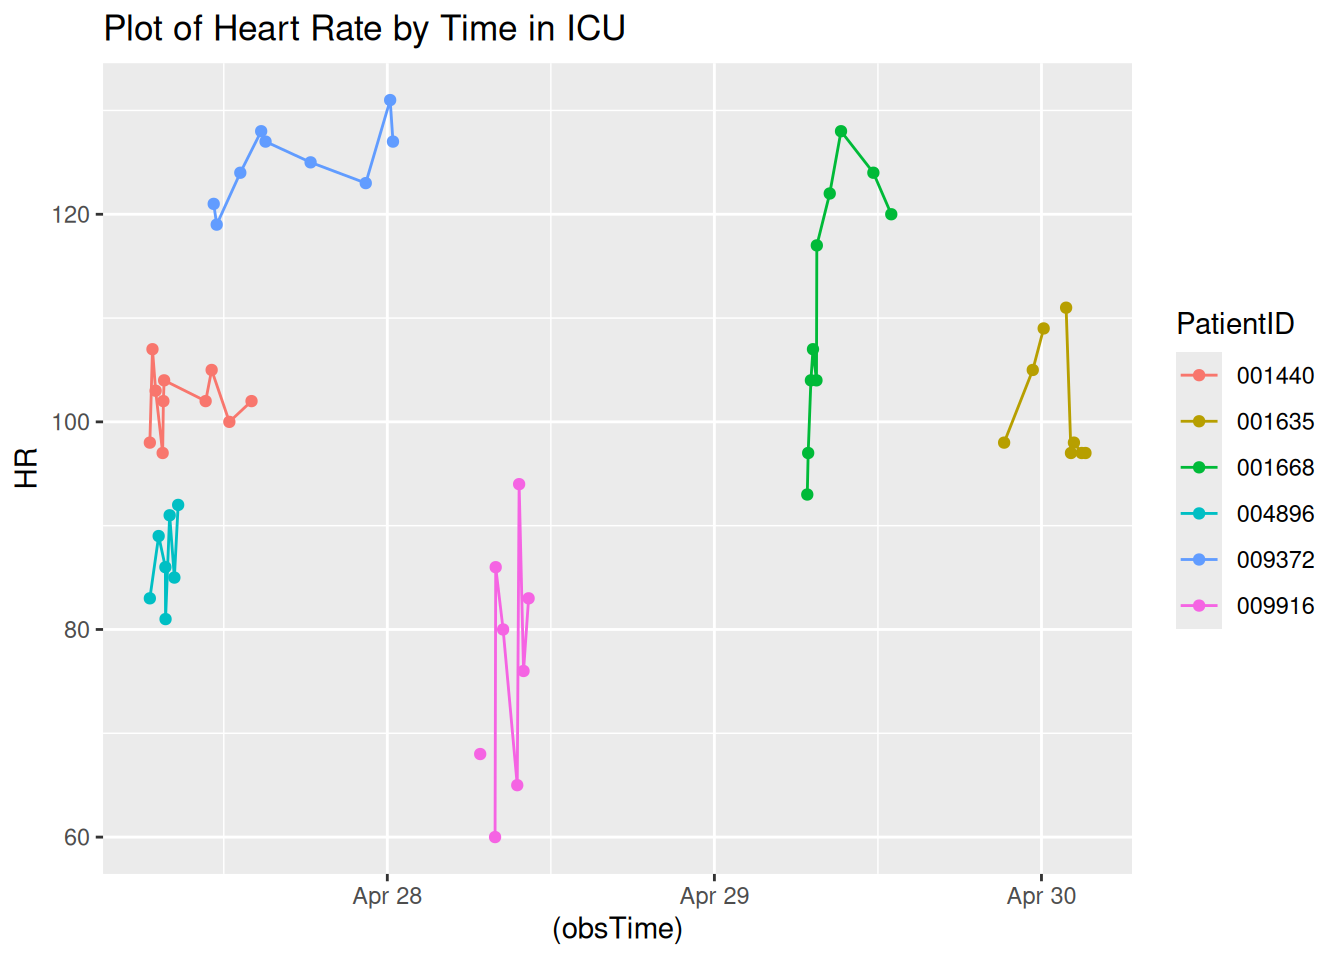 Plot of Heart Rate by Time in ICU
120
100
80
60
HR
Apr 28
Apr 29
Apr 30
(obsTime)
PatientID
001440
001635
001668
004896
009372
009916